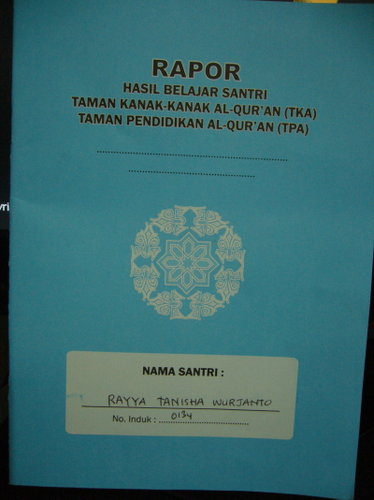 RAPOR
HASIL BELAJAR SANTRI
TAMAN KANAK-KANAK AL-QUR'AN (TKA)
TAMAN PENDIDIKAN AL-QUR'AN (TPA)
NAMA SANTRI :
RAYYA TANISHA WURJANTO
No. Induk : 0134